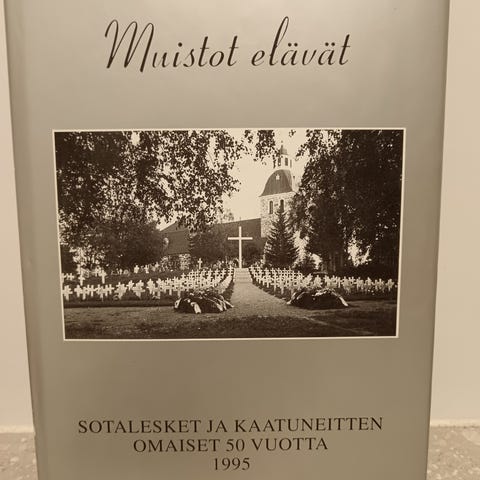 Muistot elävät
SOTALESKET JA KAATUNEITTEN
OMAISET 50 VUOTTA
1995